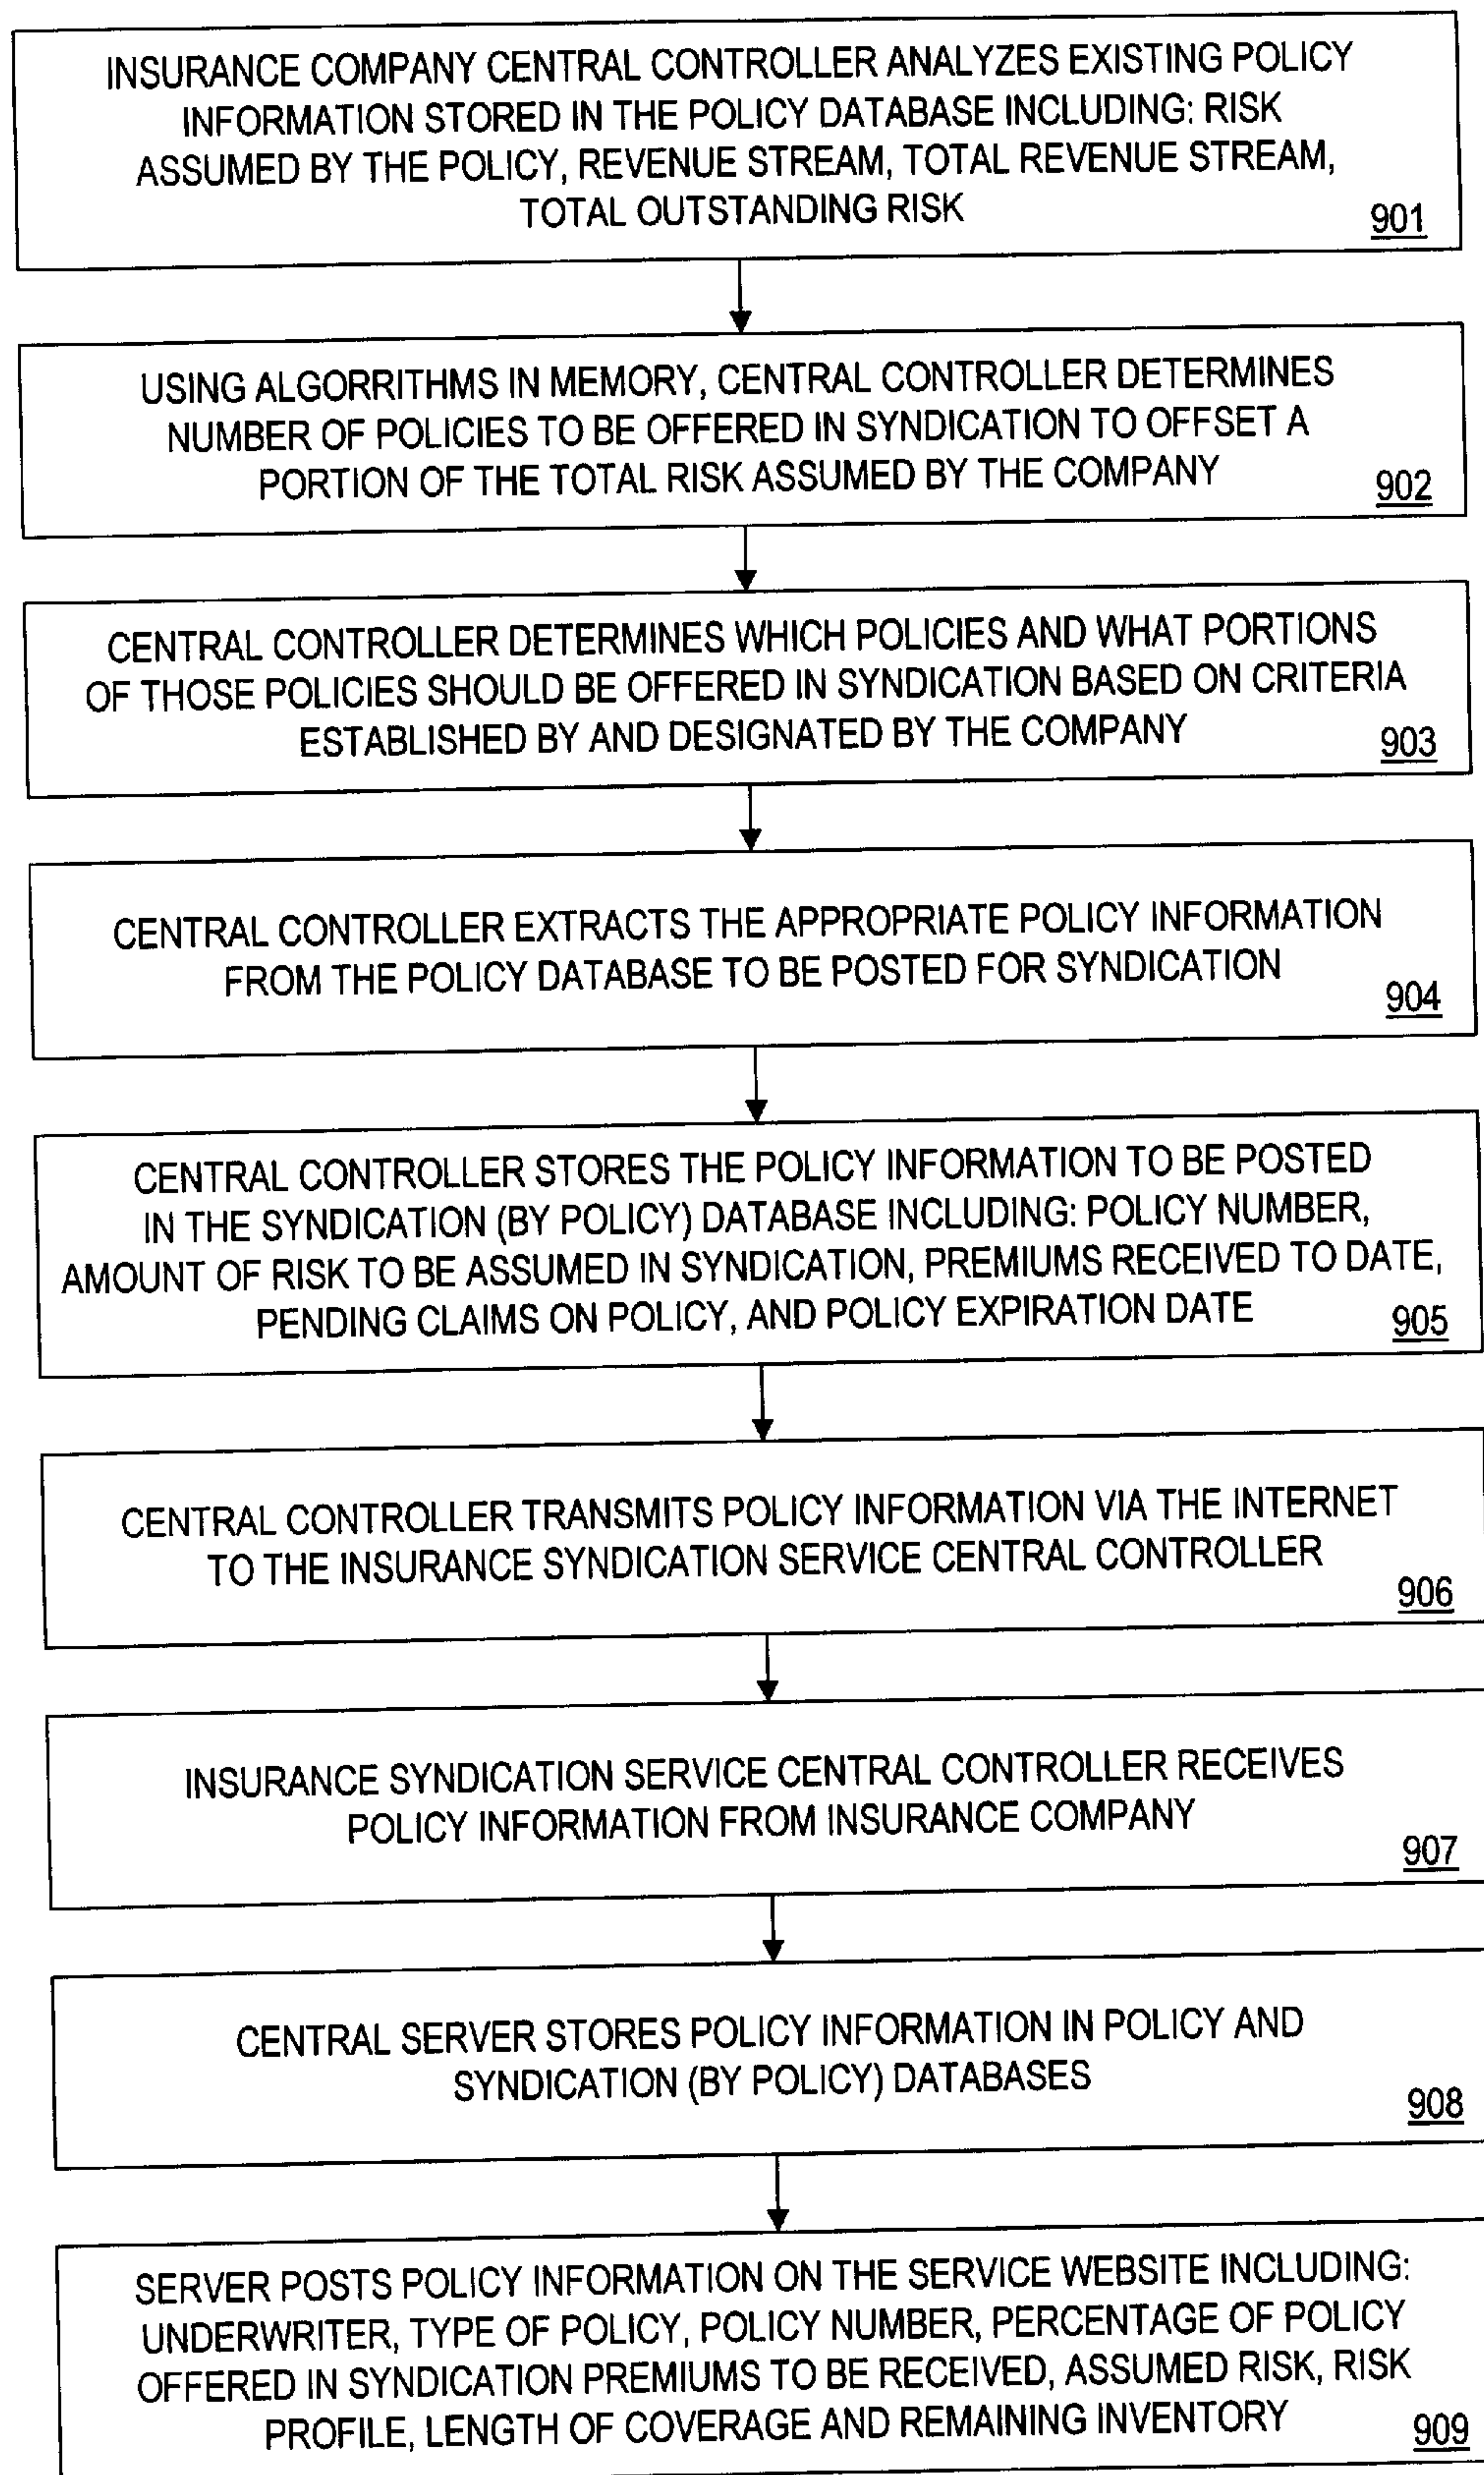 INSURANCE COMPANY CENTRAL CONTROLLER ANALYZES EXISTING POLICY
INFORMATION STORED IN THE POLICY DATABASE INCLUDING: RISK
ASSUMED BY THE POLICY, REVENUE STREAM, TOTAL REVENUE STREAM,
TOTAL OUTSTANDING RISK
901
USING ALGORRITHMS IN MEMORY, CENTRAL CONTROLLER DETERMINES
NUMBER OF POLICIES TO BE OFFERED IN SYNDICATION TO OFFSET A
PORTION OF THE TOTAL RISK ASSUMED BY THE COMPANY
902
CENTRAL CONTROLLER DETERMINES WHICH POLICIES AND WHAT PORTIONS
OF THOSE POLICIES SHOULD BE OFFERED IN SYNDICATION BASED ON CRITERIA
ESTABLISHED BY AND DESIGNATED BY THE COMPANY
903
CENTRAL CONTROLLER EXTRACTS THE APPROPRIATE POLICY INFORMATION
FROM THE POLICY DATABASE TO BE POSTED FOR SYNDICATION
904
CENTRAL CONTROLLER STORES THE POLICY INFORMATION TO BE POSTED
IN THE SYNDICATION (BY POLICY) DATABASE INCLUDING: POLICY NUMBER,
AMOUNT OF RISK TO BE ASSUMED IN SYNDICATION, PREMIUMS RECEIVED TO DATE,
PENDING CLAIMS ON POLICY, AND POLICY EXPIRATION DATE
905
CENTRAL CONTROLLER TRANSMITS POLICY INFORMATION VIA THE INTERNET
TO THE INSURANCE SYNDICATION SERVICE CENTRAL CONTROLLER
906
INSURANCE SYNDICATION SERVICE CENTRAL CONTROLLER RECEIVES
POLICY INFORMATION FROM INSURANCE COMPANY
907
CENTRAL SERVER STORES POLICY INFORMATION IN POLICY AND
SYNDICATION (BY POLICY) DATABASES
908
SERVER POSTS POLICY INFORMATION ON THE SERVICE WEBSITE INCLUDING:
UNDERWRITER, TYPE OF POLICY, POLICY NUMBER, PERCENTAGE OF POLICY
OFFERED IN SYNDICATION PREMIUMS TO BE RECEIVED, ASSUMED RISK, RISK
PROFILE, LENGTH OF COVERAGE AND REMAINING INVENTORY
909